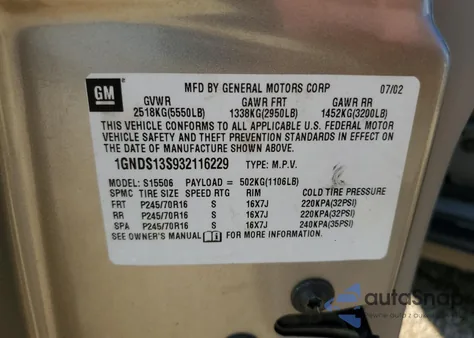 GM
MFD BY GENERAL MOTORS CORP 07/02
GVWR GAWR FRT GAWR RR
2518KG(5550LB) 1338KG(2950LB) 1452KG(3200LB)
THIS VEHICLE CONFORMS TO ALL APPLICABLE U.S. FEDERAL MOTOR
VEHICLE SAFETY AND THEFT PREVENTION STANDARDS IN EFFECT ON
THE DATE OF MANUFACTURE SHOWN ABOVE.
1GNDS13S932116229 TYPE: M.P.V.
MODEL: S15506 PAYLOAD = 502KG(1106LB)
SPMC TIRE SIZE SPEED RTG RIM COLD TIRE PRESSURE
FRT P245/70R16 S 16X7J 220KPA(32PSI)
RR P245/70R16 S 16X7J 220KPA(32PSI)
SPA P245/70R16 S 16X7J 240KPA(35PSI)
SEE OWNER'S MANUAL FOR MORE INFORMATION
autoSnap